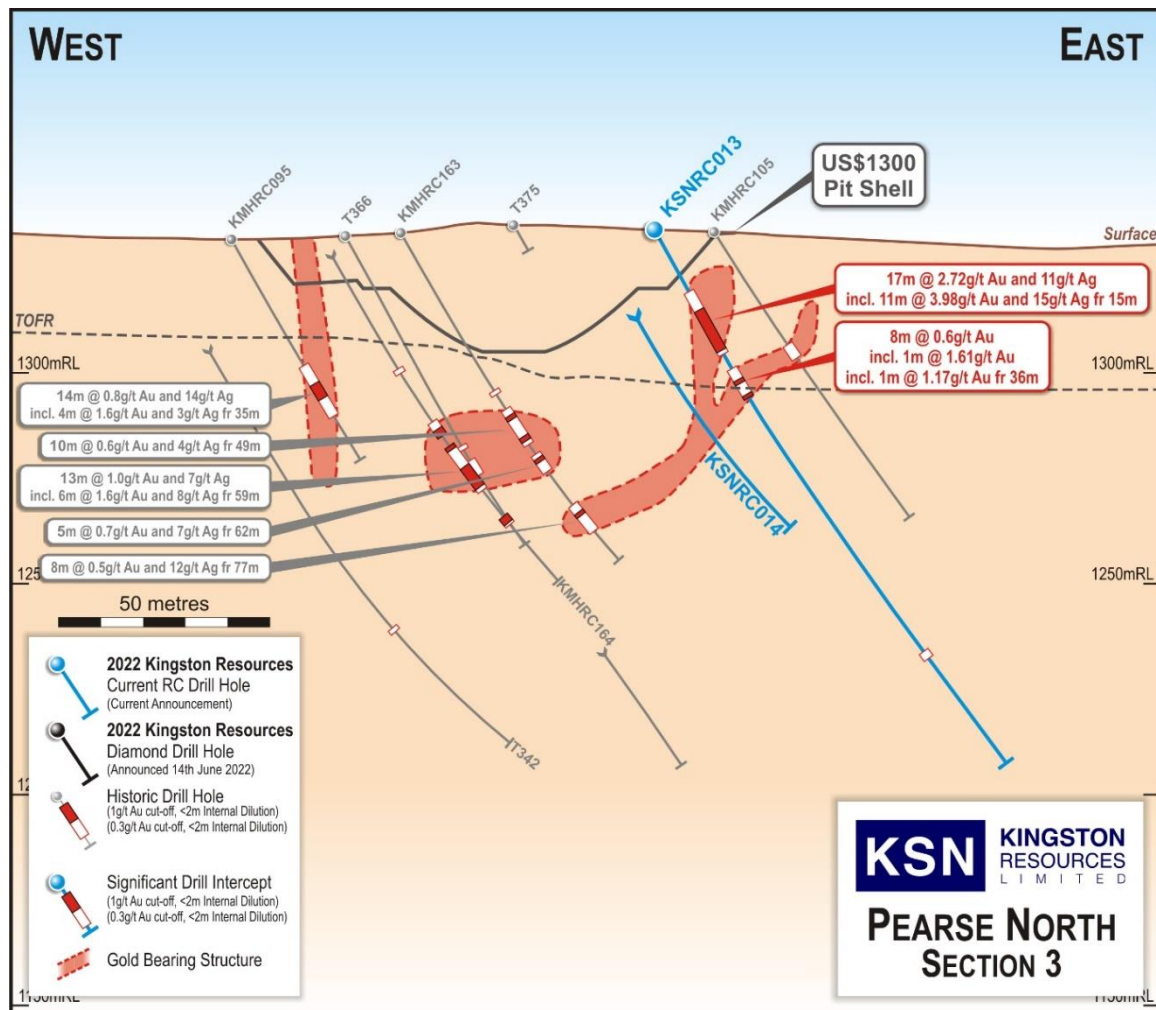 WEST
EAST
KMHRC095
T366
KMHRC163
T375
KSNRC013
KMHRC105
US$1300
Pit Shell
Surface
17m @ 2.72g/t Au and 11g/t Ag
incl. 11m @ 3.98g/t Au and 15g/t Ag fr 15m
TOFR
8m @ 0.6g/t Au
incl. 1m @ 1.61g/t Au
incl. 1m @ 1.17g/t Au fr 36m
1300mRL
1300mRL
14m @ 0.8g/t Au and 14g/t Ag
incl. 4m @ 1.6g/t Au and 3g/t Ag fr 35m
10m @ 0.6g/t Au and 4g/t Ag fr 49m
13m @ 1.0g/t Au and 7g/t Ag
incl. 6m @ 1.6g/t Au and 8g/t Ag fr 59m
5m @ 0.7g/t Au and 7g/t Ag fr 62m
8m @ 0.5g/t Au and 12g/t Ag fr 77m
KSNRC014
1250mRL
KMHRC164
T342
50 metres
2022 Kingston Resources
Current RC Drill Hole
(Current Announcement)
2022 Kingston Resources
Diamond Drill Hole
(Announced 14th June 2022)
Historic Drill Hole
(1g/t Au cut-off, <2m Internal Dilution)
(0.3g/t Au cut-off, <2m Internal Dilution)
Significant Drill Intercept
(1g/t Au cut-off, <2m Internal Dilution)
(0.3g/t Au cut-off, <2m Internal Dilution)
Gold Bearing Structure
KSN
KINGSTON
RESOURCES
LIMITED
PEARSE NORTH
SECTION 3